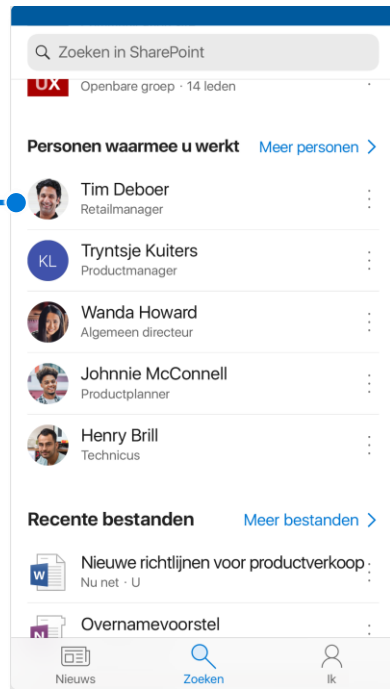 Zoeken in SharePoint
UX
Openbare groep · 14 leden
Personen waarmee u werkt Meer personen >
Tim Deboer
Retailmanager
KL
Tryntsje Kuiters
Productmanager
Wanda Howard
Algemeen directeur
Johnnie McConnell
Productplanner
Henry Brill
Technicus
Recente bestanden Meer bestanden >
W
Nieuwe richtlijnen voor productverkoop
Nu net · U
N
Overnamevoorstel
Nieuws Zoeken Ik